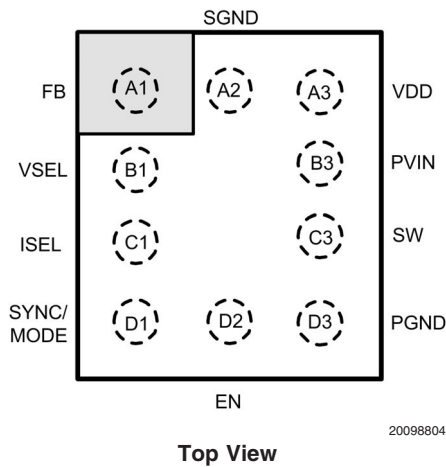 SGND
FB A1 A2 A3 VDD
VSEL B1 B3 PVIN
ISEL C1 C3 SW
SYNC/
MODE D1 D2 D3 PGND
EN
20098804
Top View